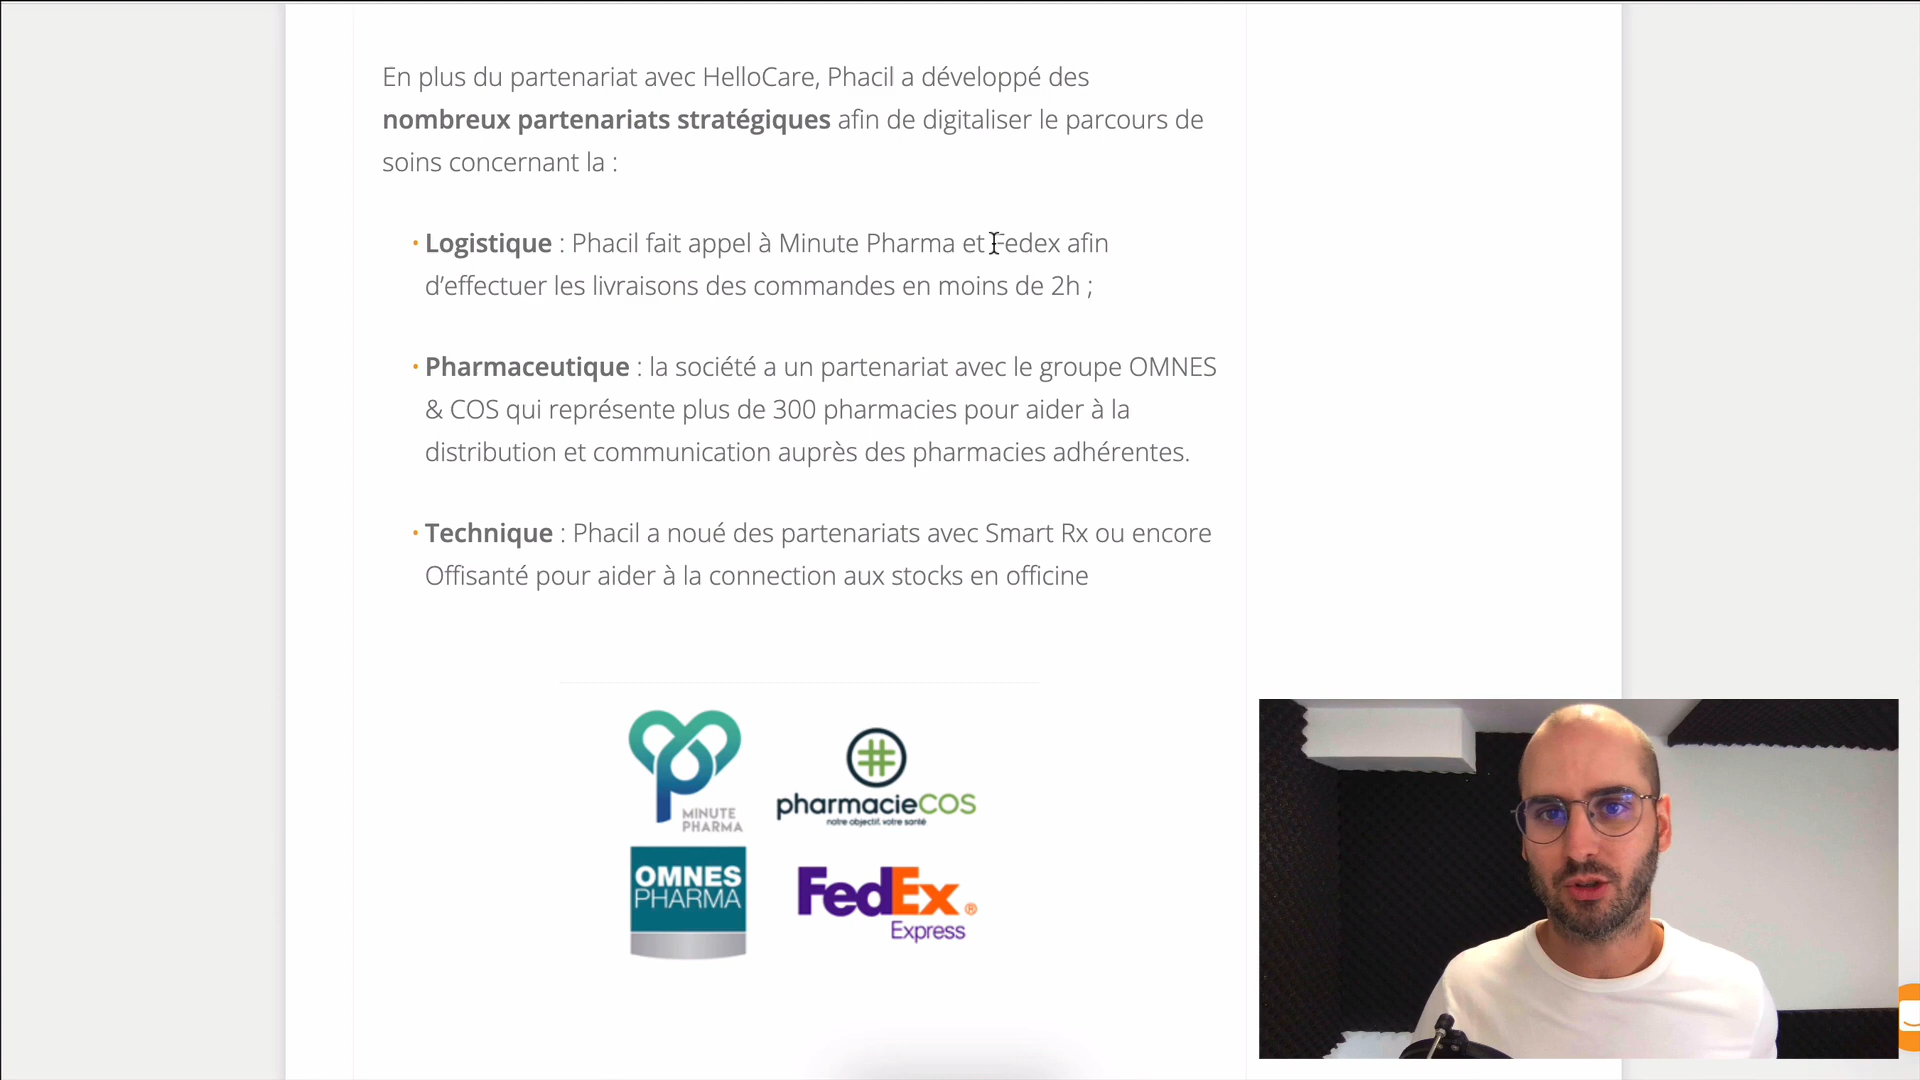 En plus du partenariat avec HelloCare, Phacil a développé des
nombreux partenariats stratégiques afin de digitaliser le parcours de
soins concernant la :
• Logistique : Phacil fait appel à Minute Pharma et Fedex afin
d’effectuer les livraisons des commandes en moins de 2h ;
• Pharmaceutique : la société a un partenariat avec le groupe OMNES
& COS qui représente plus de 300 pharmacies pour aider à la
distribution et communication auprès des pharmacies adhérentes.
• Technique : Phacil a noué des partenariats avec Smart Rx ou encore
Offisanté pour aider à la connection aux stocks en officine
MINUTE
PHARMA
pharmacieCOS
notre objectif, votre santé
OMNES
PHARMA
FedEx®
Express